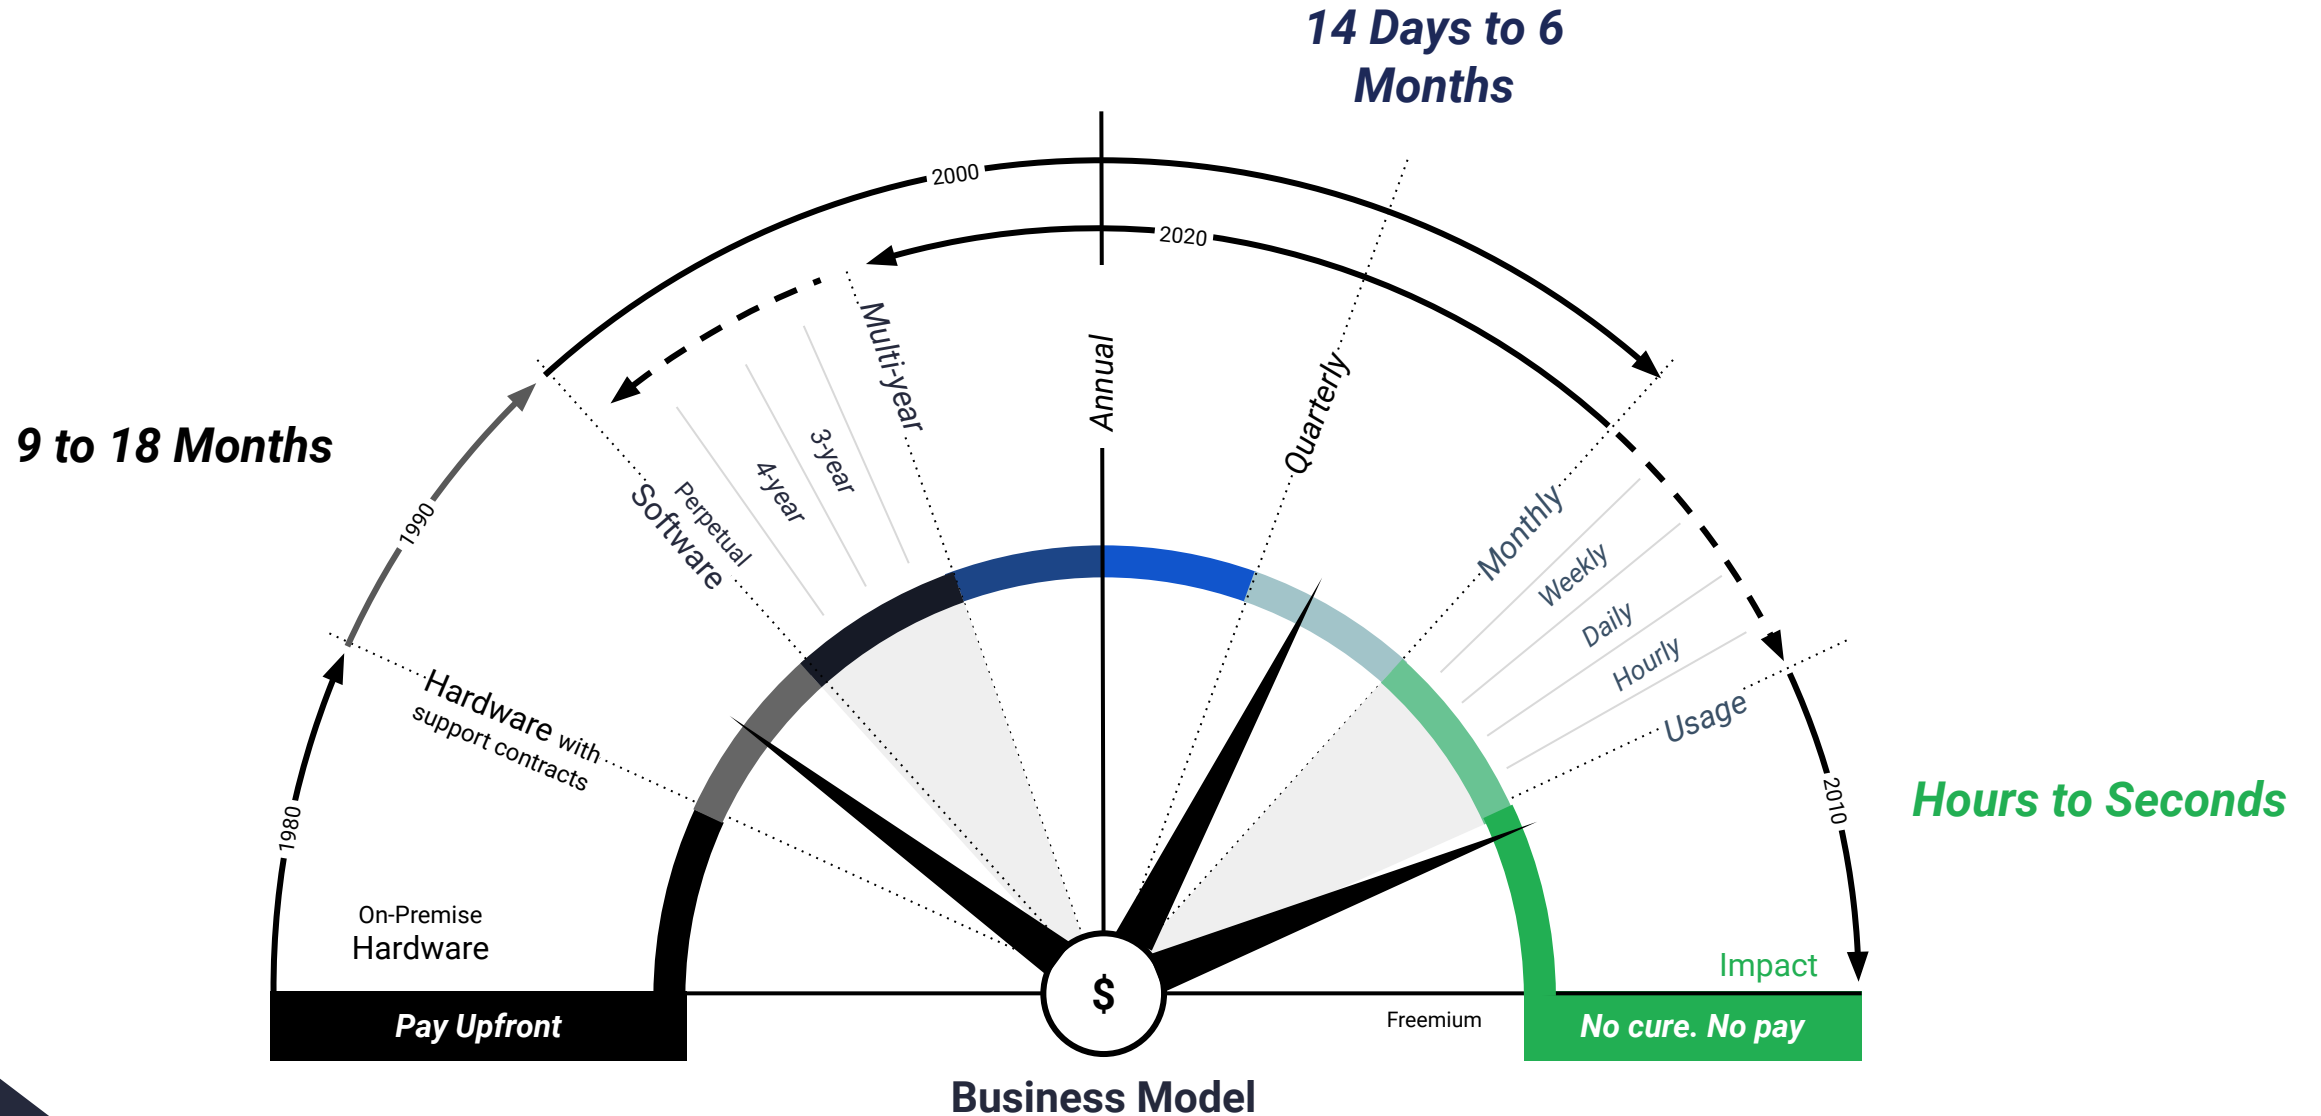 14 Days to 6
Months
2000
2020
Multi-year
Annual
Quarterly
9 to 18 Months
1990
3-year
4-year
Perpetual
Software
Monthly
Weekly
Daily
Hourly
Usage
Hardware with
support contracts
1980
2010
Hours to Seconds
On-Premise
Hardware
Impact
$
Pay Upfront
Freemium
No cure. No pay
Business Model